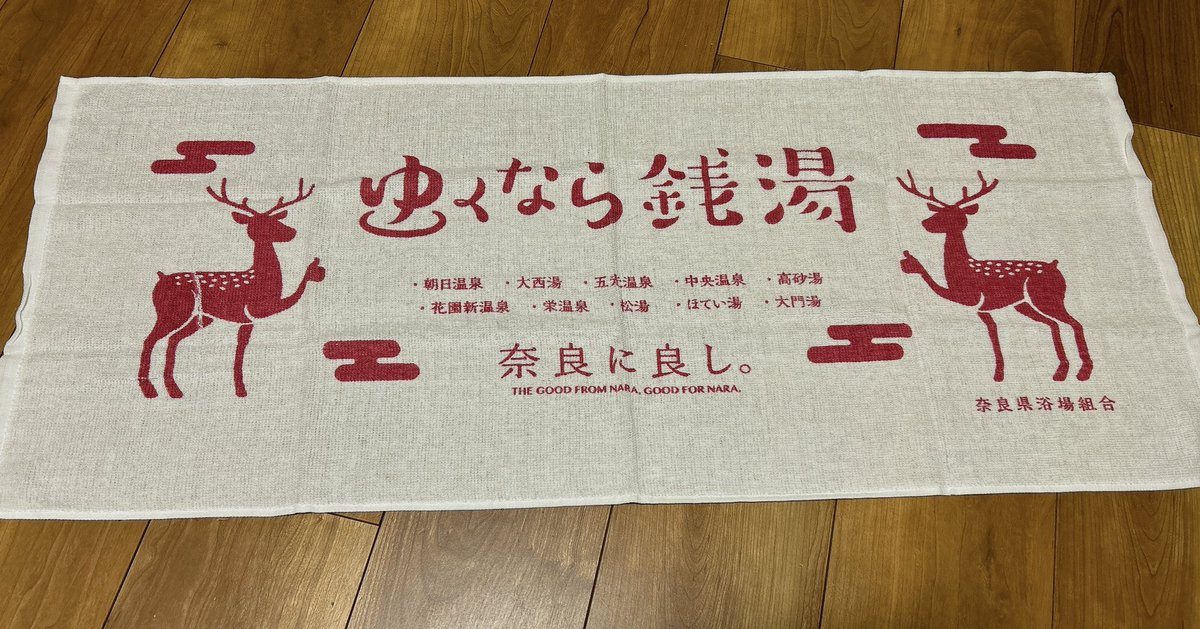 ゆくなら銭湯
・朝日温泉 ・大西湯 ・五先温泉 ・中央温泉 ・高砂湯
・花園新温泉 ・栄温泉 ・松湯 ・ほてい湯 ・大門湯
奈良に良し。
THE GOOD FROM NARA, GOOD FOR NARA.
奈良県浴場組合